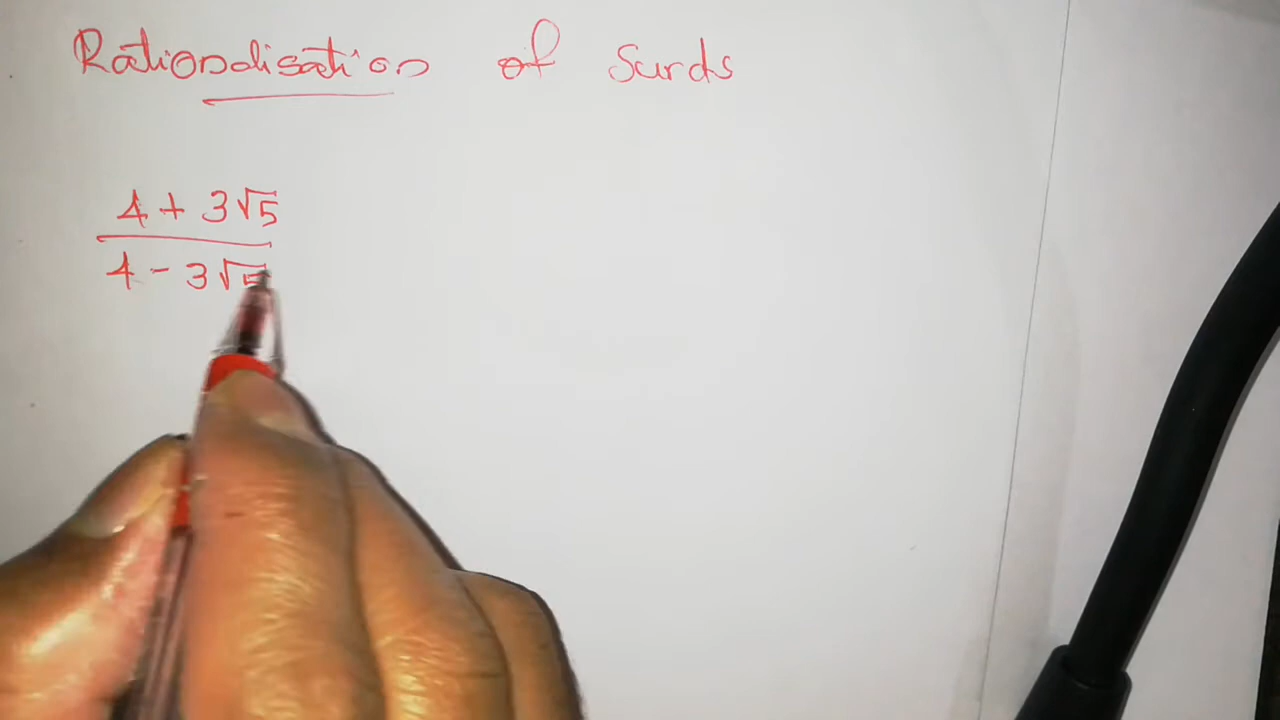 Rationalisation of Surds
4 + 3√5
4 - 3√5